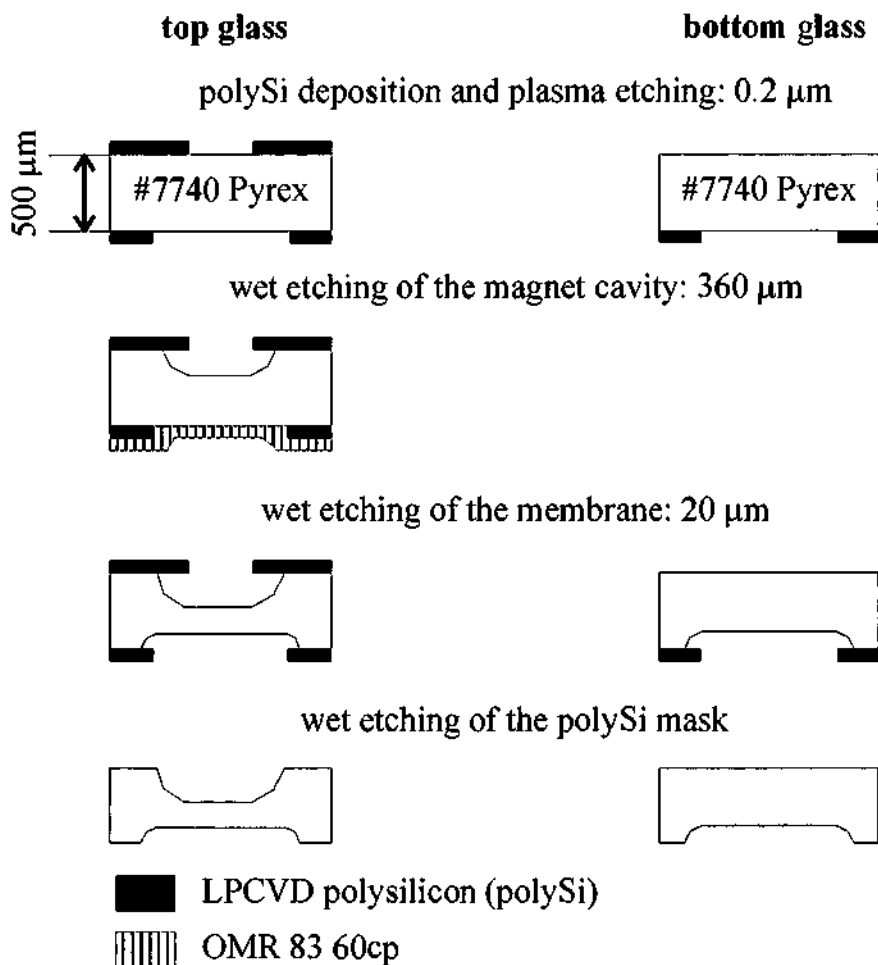 top glass
bottom glass
polySi deposition and plasma etching: 0.2 μm
500 μm
#7740 Pyrex
#7740 Pyrex
wet etching of the magnet cavity: 360 μm
wet etching of the membrane: 20 μm
wet etching of the polySi mask
LPCVD polysilicon (polySi)
OMR 83 60cp